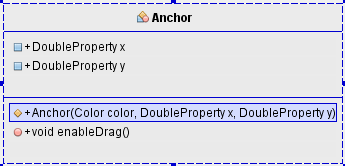 Anchor
+DoubleProperty x
+DoubleProperty y
+Anchor(Color color, DoubleProperty x, DoubleProperty y)
+void enableDrag()